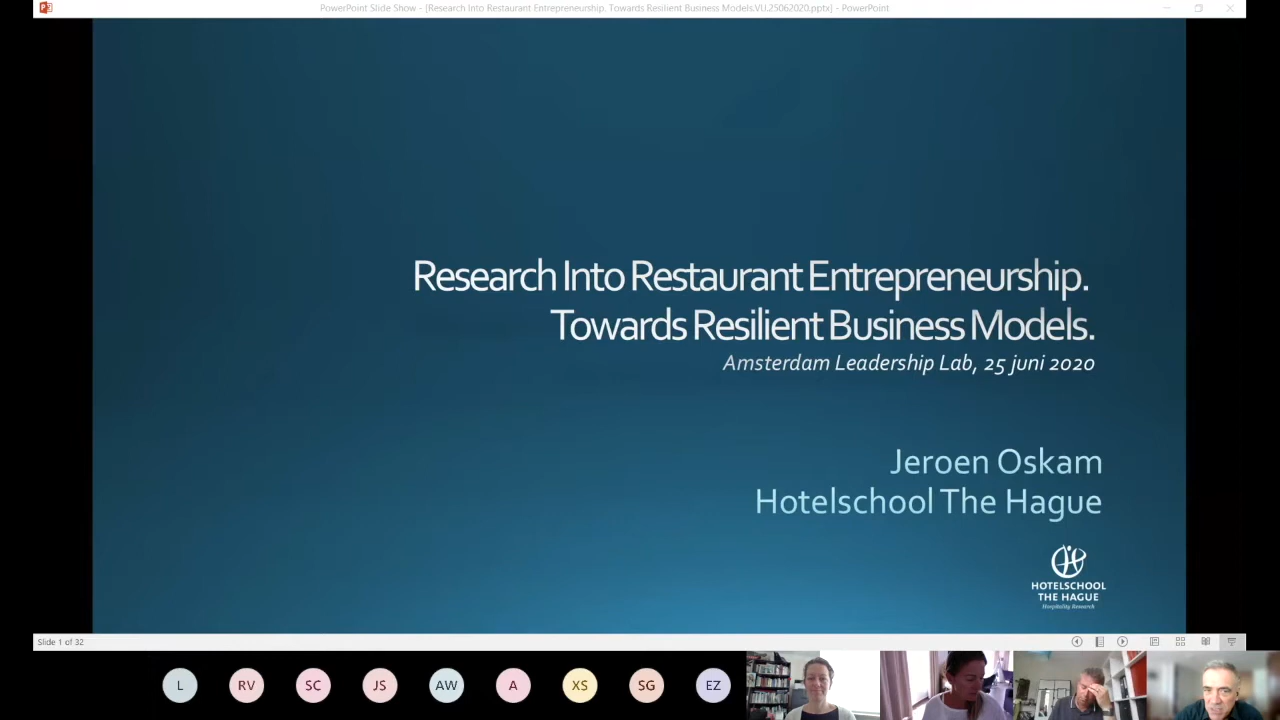 PowerPoint Slide Show - [Research Into Restaurant Entrepreneurship. Towards Resilient Business Models.VU.25062020.pptx] - PowerPoint
Research Into Restaurant Entrepreneurship.
Towards Resilient Business Models.
Amsterdam Leadership Lab, 25 juni 2020
Jeroen Oskam
Hotelschool The Hague
HOTELSCHOOL
THE HAGUE
Hospitality Research
Slide 1 of 32
L RV SC JS AW A XS SG EZ